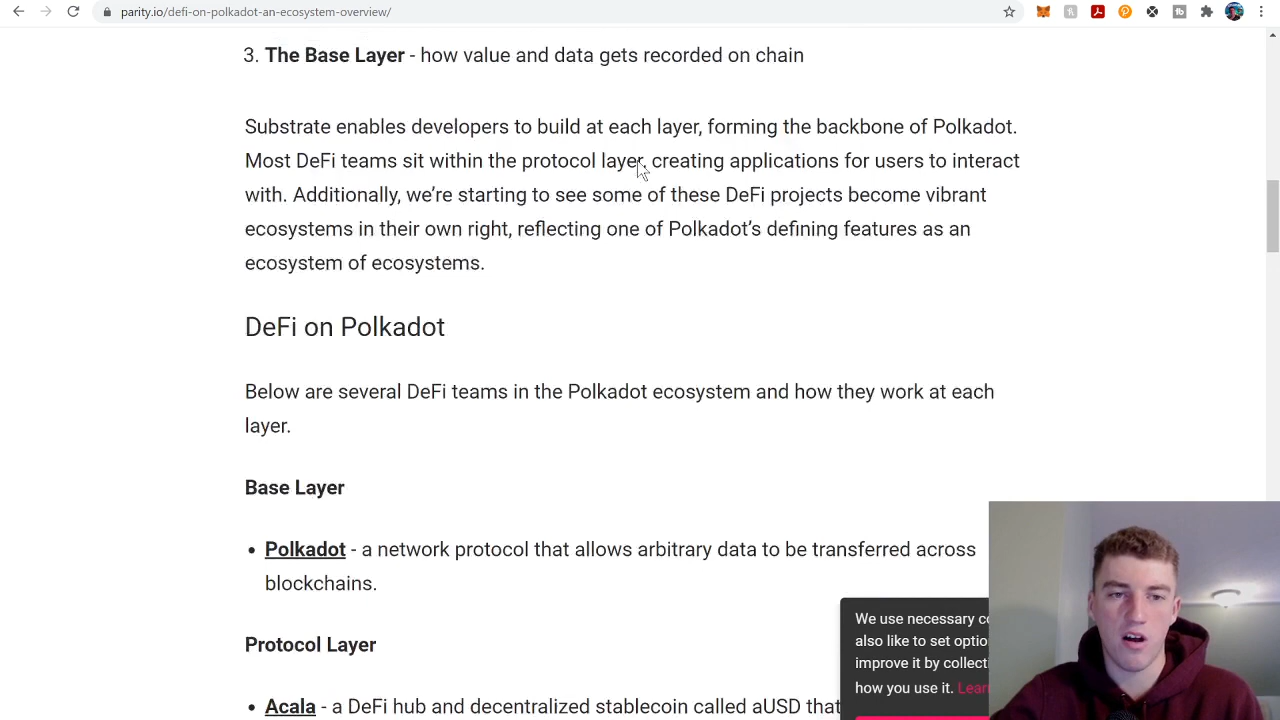 parity.io/defi-on-polkadot-an-ecosystem-overview/
3. The Base Layer - how value and data gets recorded on chain
Substrate enables developers to build at each layer, forming the backbone of Polkadot.
Most DeFi teams sit within the protocol layer, creating applications for users to interact
with. Additionally, we’re starting to see some of these DeFi projects become vibrant
ecosystems in their own right, reflecting one of Polkadot’s defining features as an
ecosystem of ecosystems.
DeFi on Polkadot
Below are several DeFi teams in the Polkadot ecosystem and how they work at each
layer.
Base Layer
• Polkadot - a network protocol that allows arbitrary data to be transferred across
blockchains.
We use necessary co
also like to set optio
improve it by collecti
how you use it. Lear
Protocol Layer
• Acala - a DeFi hub and decentralized stablecoin called aUSD that